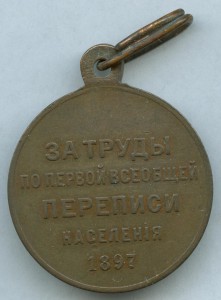 ЗА ТРУДЫ
ПО ПЕРВОЙ ВСЕОБЩЕЙ
ПЕРЕПИСИ
НАСЕЛЕНІЯ
1897